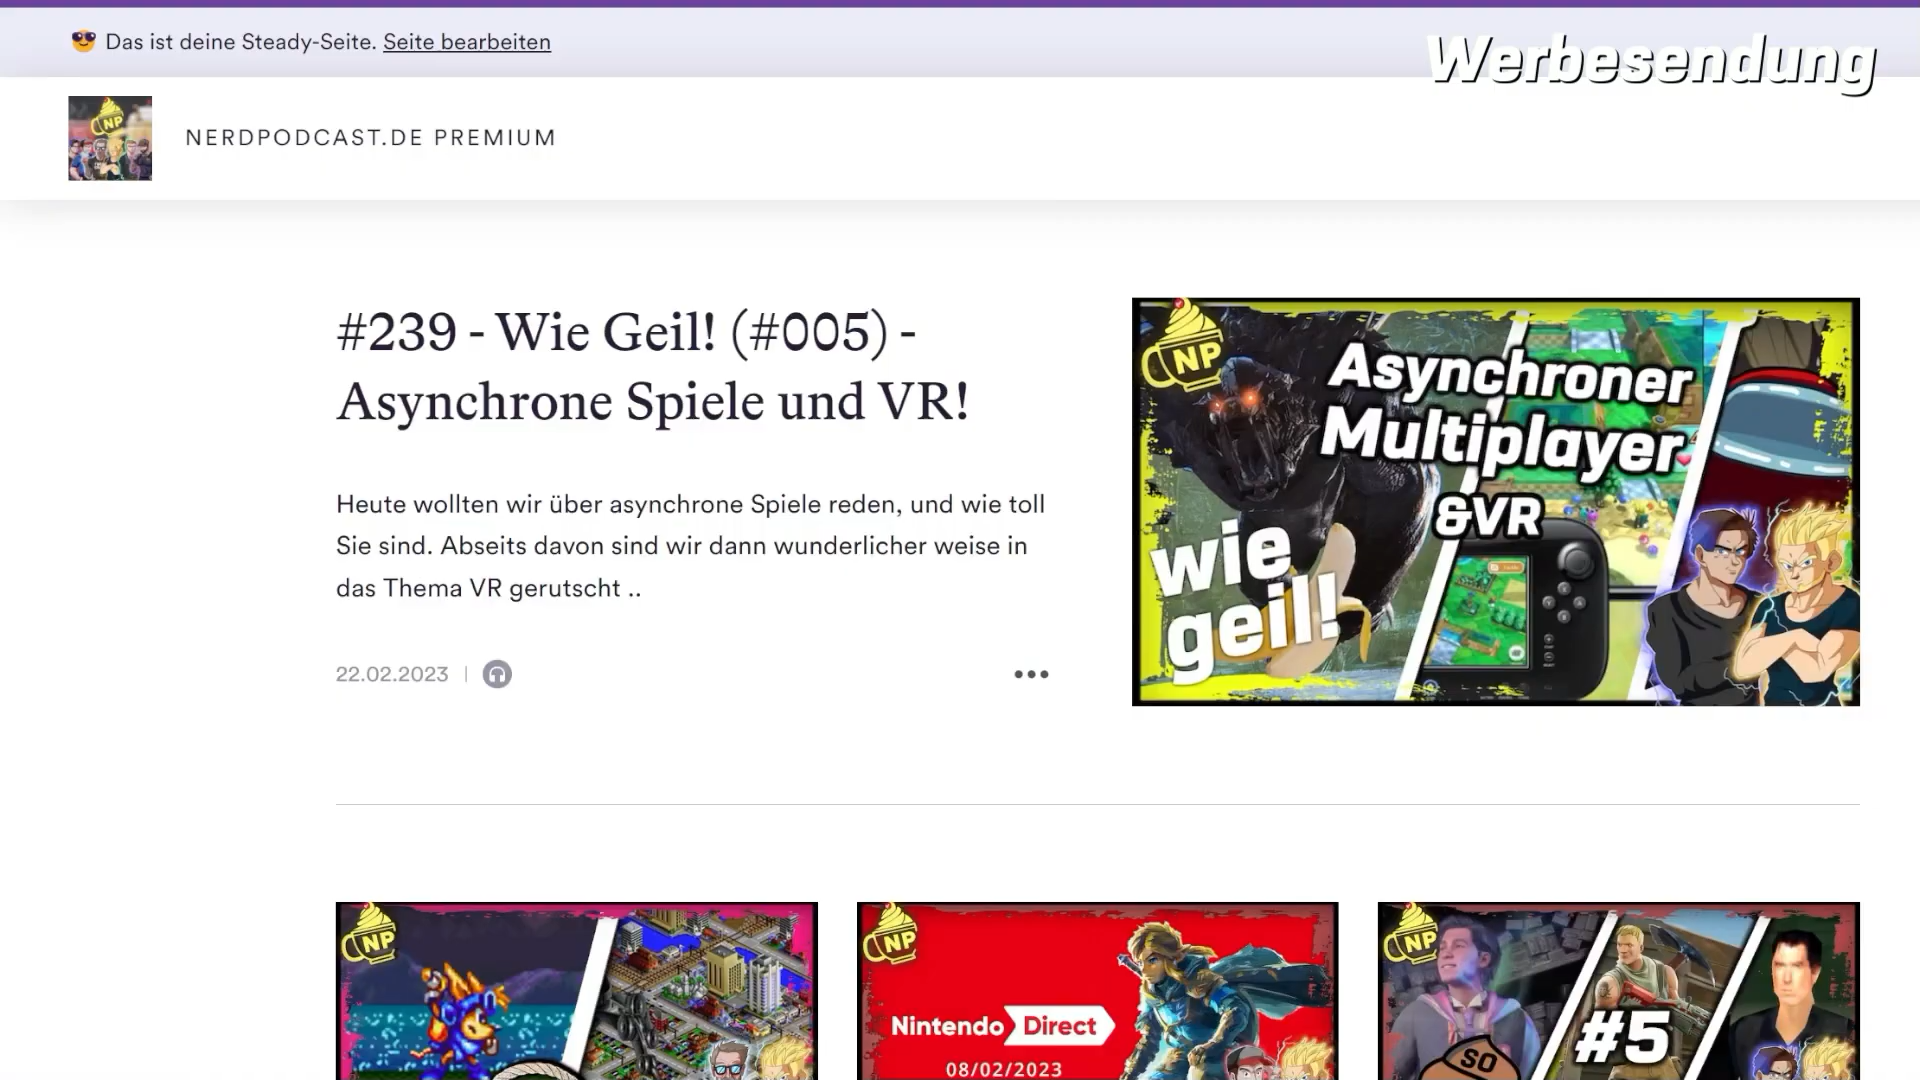 Das ist deine Steady-Seite. Seite bearbeiten
Werbesendung
NP
NERDPODCAST.DE PREMIUM
#239 - Wie Geil! (#005) -
Asynchrone Spiele und VR!
Heute wollten wir über asynchrone Spiele reden, und wie toll
Sie sind. Abseits davon sind wir dann wunderlicher weise in
das Thema VR gerutscht ..
22.02.2023
NP
Asynchroner
Multiplayer
&VR
wie
geil!
NP
NP
Nintendo Direct
08/02/2023
NP
#5
SO